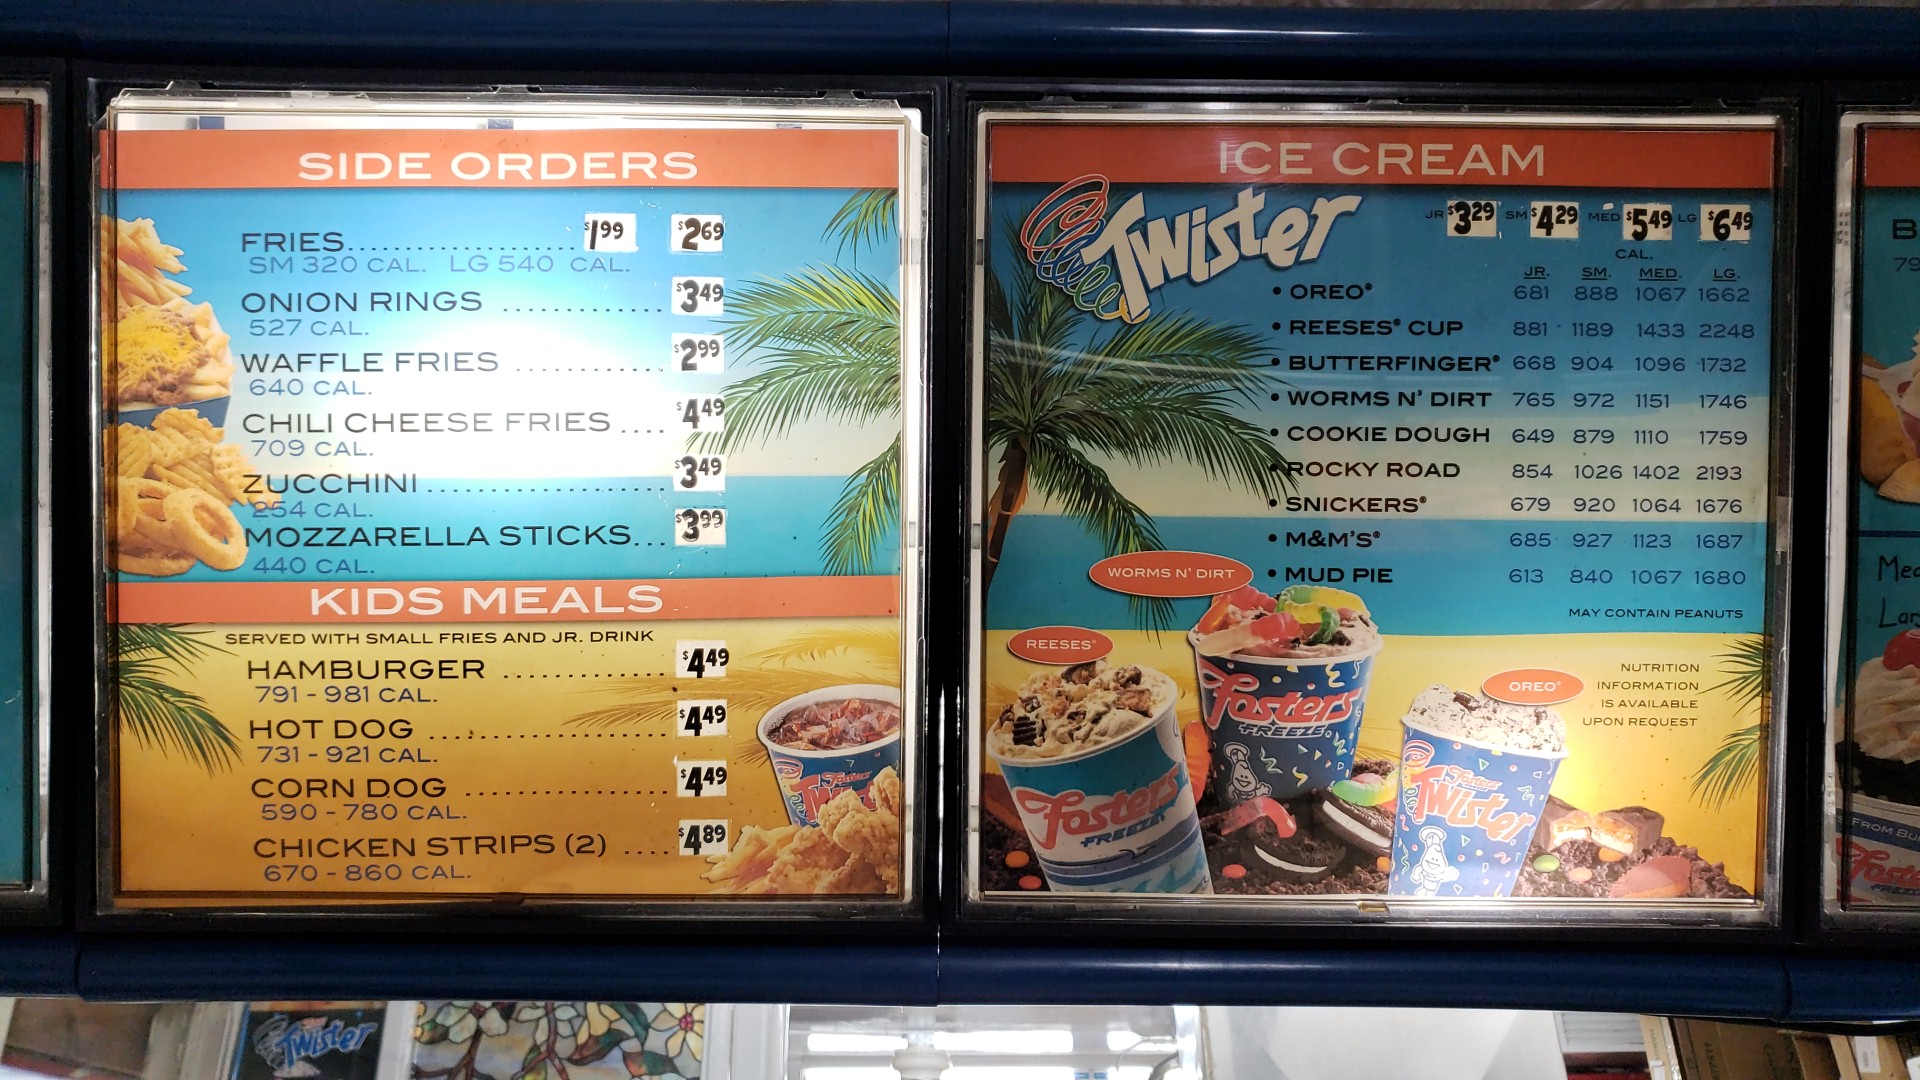 SIDE ORDERS
FRIES.................... $1.99 $2.69
SM 320 CAL. LG 540 CAL.
ONION RINGS .............. $3.49
527 CAL.
WAFFLE FRIES ............. $2.99
640 CAL.
CHILI CHEESE FRIES .... $4.49
709 CAL.
ZUCCHINI..................... $3.49
254 CAL.
MOZZARELLA STICKS... $3.99
440 CAL.
KIDS MEALS
SERVED WITH SMALL FRIES AND JR. DRINK
HAMBURGER .............. $4.49
791 - 981 CAL.
HOT DOG ..................... $4.49
731 - 921 CAL.
CORN DOG .................. $4.49
590 - 780 CAL.
CHICKEN STRIPS (2) .... $4.89
670 - 860 CAL.
ICE CREAM
Twister
JR $3.29 SM $4.29 MED $5.49 LG $6.49
CAL.
JR. SM. MED. LG.
• OREO® 681 888 1067 1662
• REESES® CUP 881 1189 1433 2248
• BUTTERFINGER® 668 904 1096 1732
• WORMS N' DIRT 765 972 1151 1746
• COOKIE DOUGH 649 879 1110 1759
• ROCKY ROAD 854 1026 1402 2193
• SNICKERS® 679 920 1064 1676
• M&M'S® 685 927 1123 1687
• MUD PIE 613 840 1067 1680
MAY CONTAIN PEANUTS
WORMS N' DIRT
REESES®
OREO®
NUTRITION
INFORMATION
IS AVAILABLE
UPON REQUEST
Fosters
FREEZE
Fosters
FREEZE
Fosters
Twister
Fosters
79
FROM BU
Twister